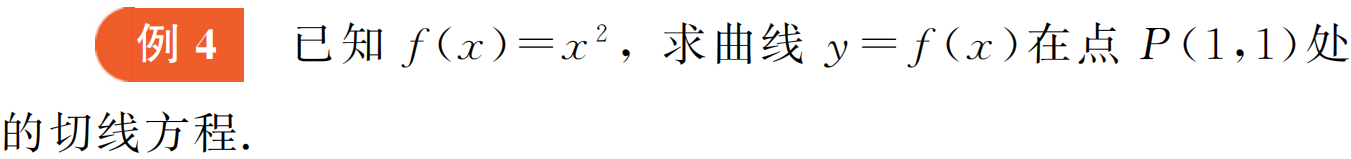 例 4 已知 f(x)=x², 求曲线 y=f(x)在点 P(1,1)处
的切线方程.